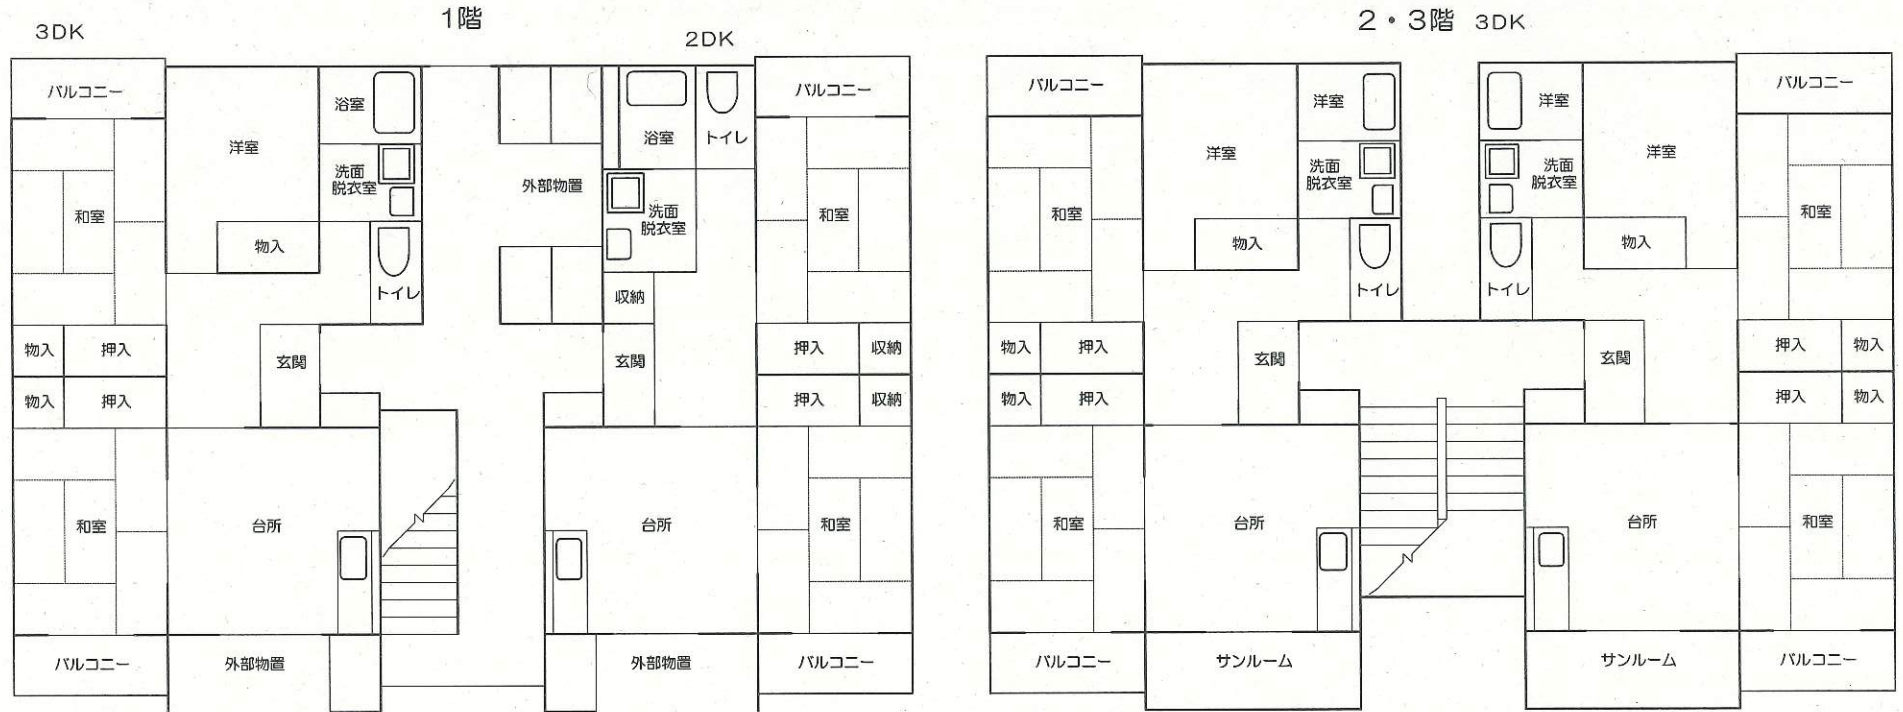 1階
3DK
2DK
バルコニー
洋室
浴室
洗面
脱衣室
和室
物入
トイレ
物入
押入
玄関
物入
押入
和室
台所
バルコニー
外部物置
外部物置
浴室
トイレ
バルコニー
洗面
脱衣室
和室
収納
玄関
押入
収納
押入
収納
台所
和室
外部物置
バルコニー
2・3階 3DK
バルコニー
洋室
洋室
洗面
脱衣室
和室
物入
トイレ
物入
押入
玄関
物入
押入
和室
台所
バルコニー
サンルーム
洋室
洋室
バルコニー
洗面
脱衣室
和室
物入
トイレ
玄関
押入
物入
押入
物入
台所
和室
サンルーム
バルコニー